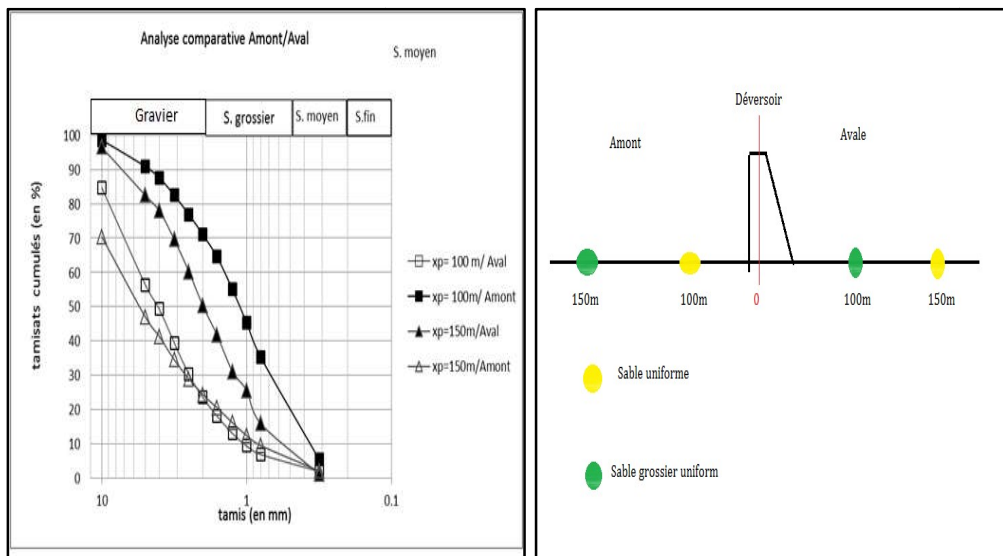 Analyse comparative Amont/Aval
S. moyen
Gravier
S. grossier
S. moyen
S.fin
100
90
80
70
60
50
40
30
20
10
0
tamisats cumulés (en %)
10
1
0.1
tamis (en mm)
xp= 100 m/ Aval
xp= 100m/ Amont
xp=150m/Aval
xp=150m/Amont
Déversoir
Amont
Avale
150m
100m
0
100m
150m
Sable uniforme
Sable grossier uniform